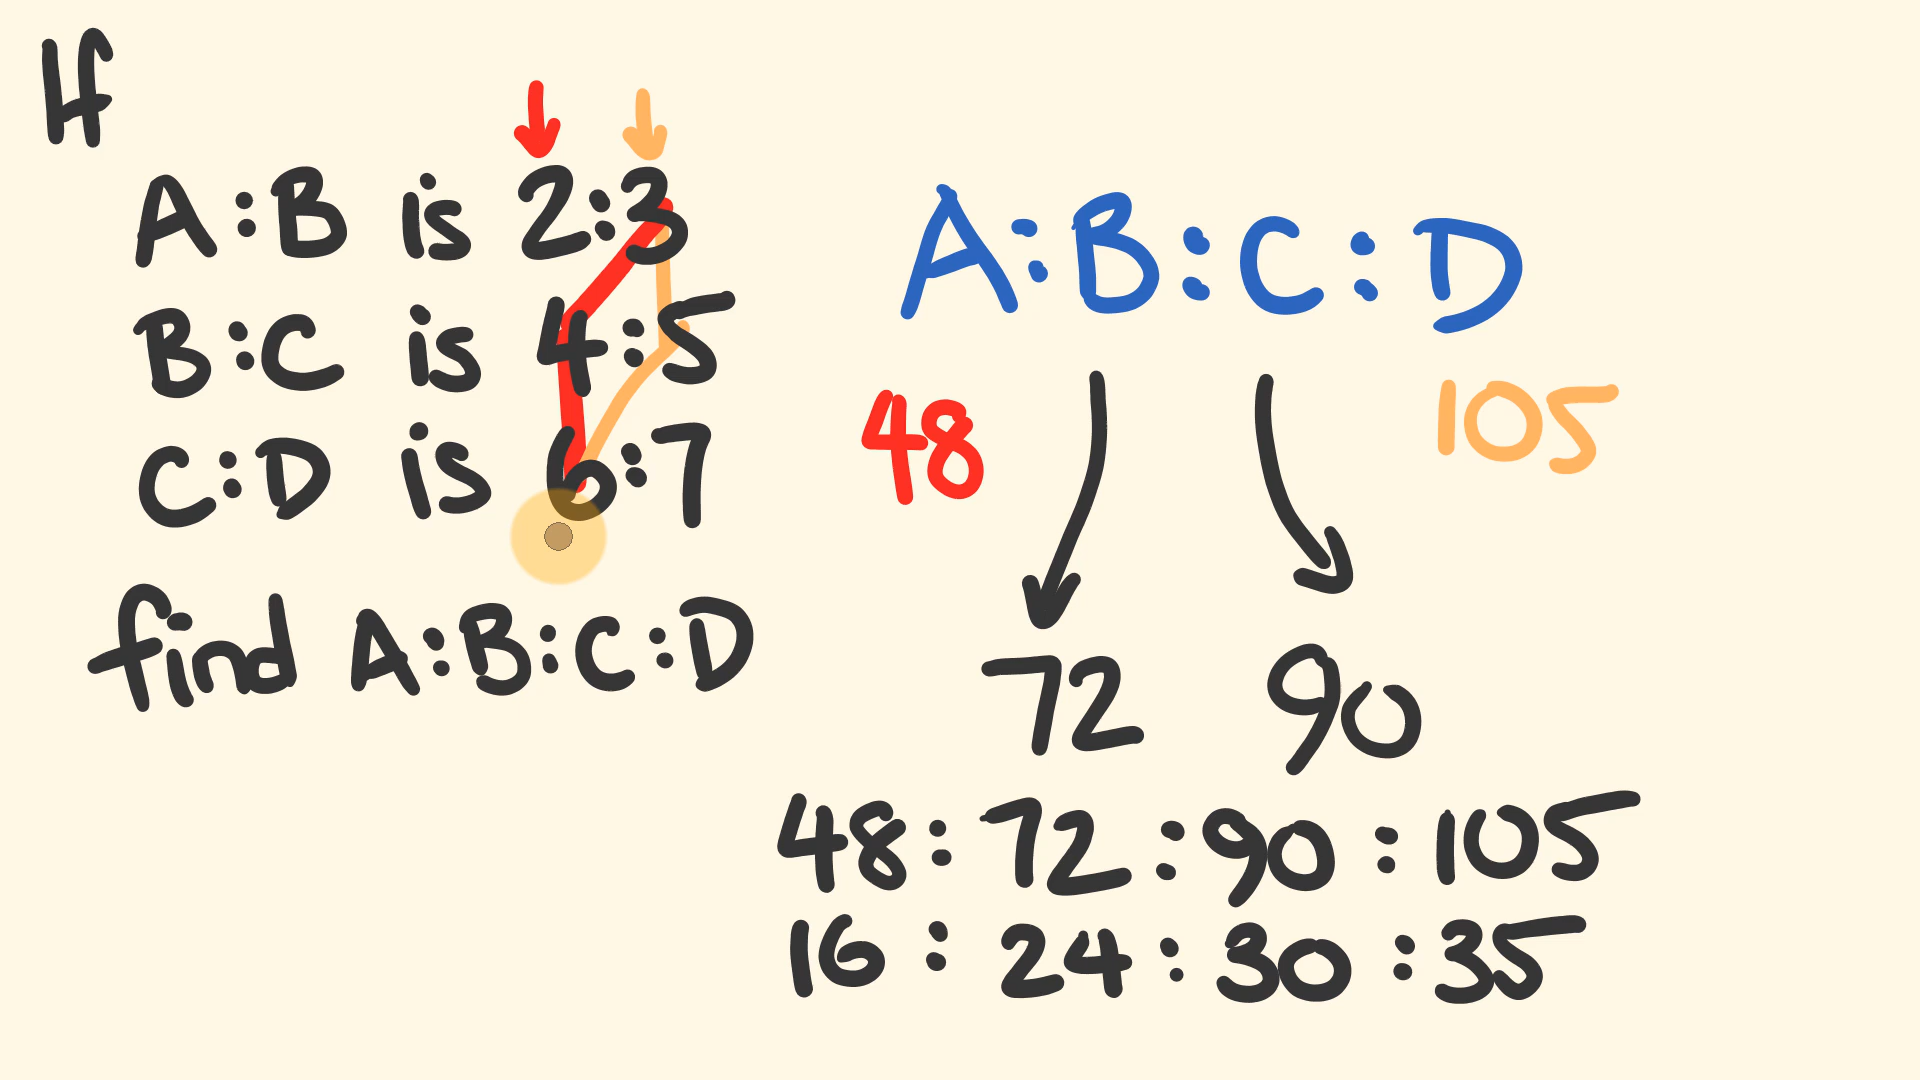 If
A:B is 2:3
B:C is 4:5
C:D is 6:7
find A:B:C:D
A:B:C:D
48
105
72 90
48:72:90:105
16:24:30:35